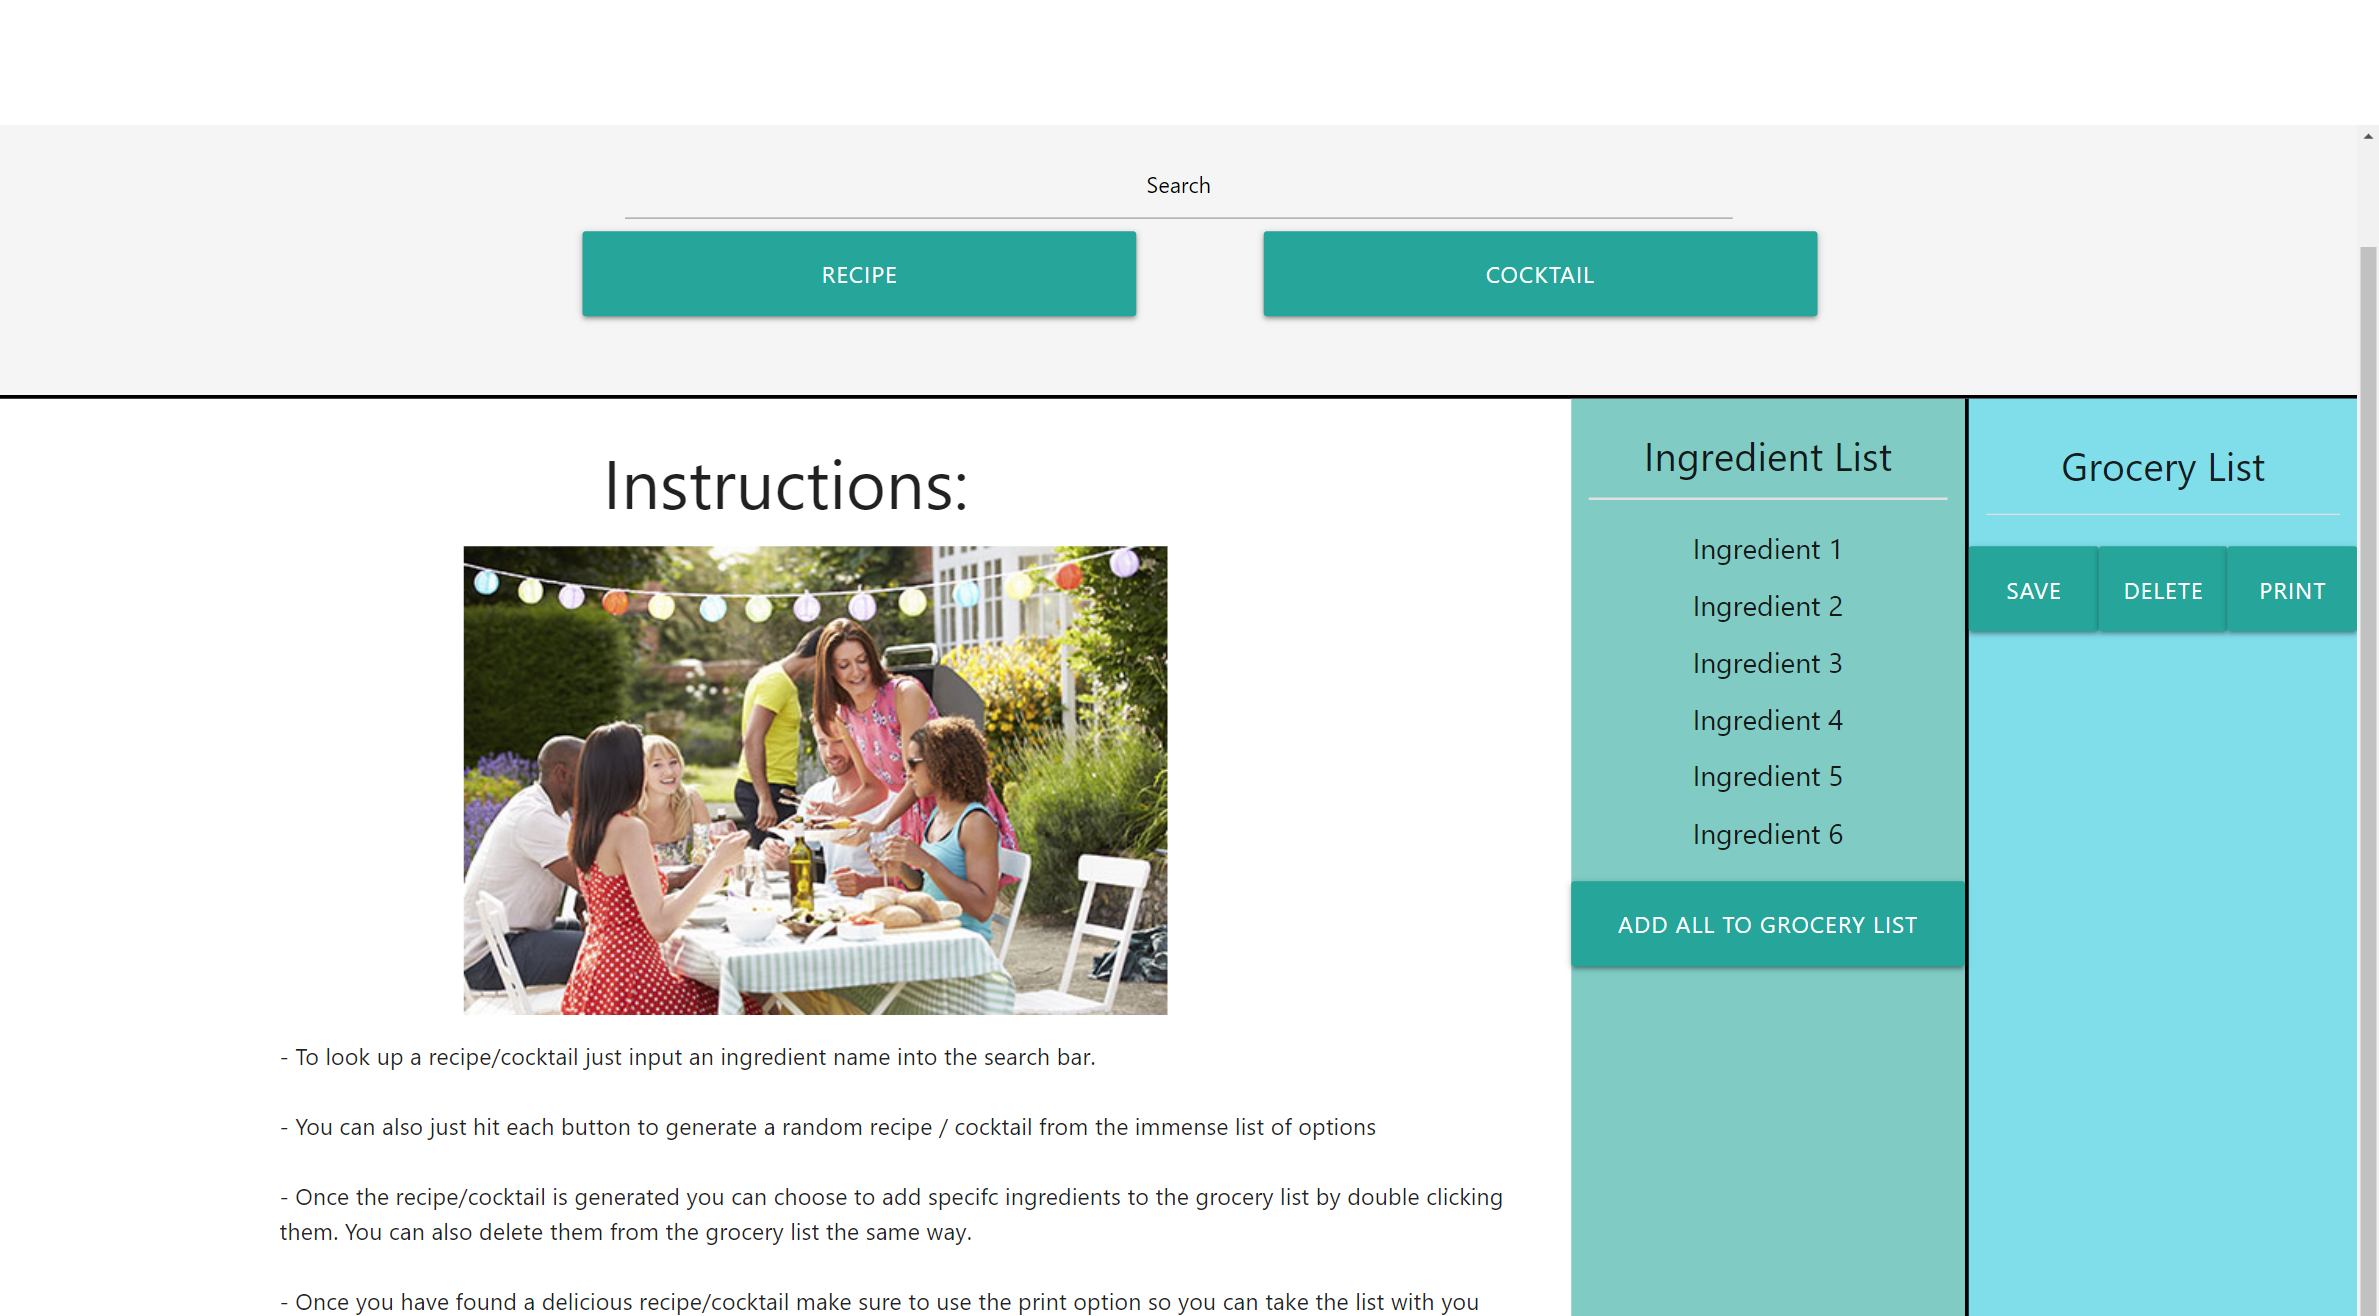 Search
RECIPE
COCKTAIL
Instructions:
- To look up a recipe/cocktail just input an ingredient name into the search bar.
- You can also just hit each button to generate a random recipe / cocktail from the immense list of options
- Once the recipe/cocktail is generated you can choose to add specifc ingredients to the grocery list by double clicking
them. You can also delete them from the grocery list the same way.
- Once you have found a delicious recipe/cocktail make sure to use the print option so you can take the list with you
Ingredient List
Ingredient 1
Ingredient 2
Ingredient 3
Ingredient 4
Ingredient 5
Ingredient 6
ADD ALL TO GROCERY LIST
Grocery List
SAVE
DELETE
PRINT